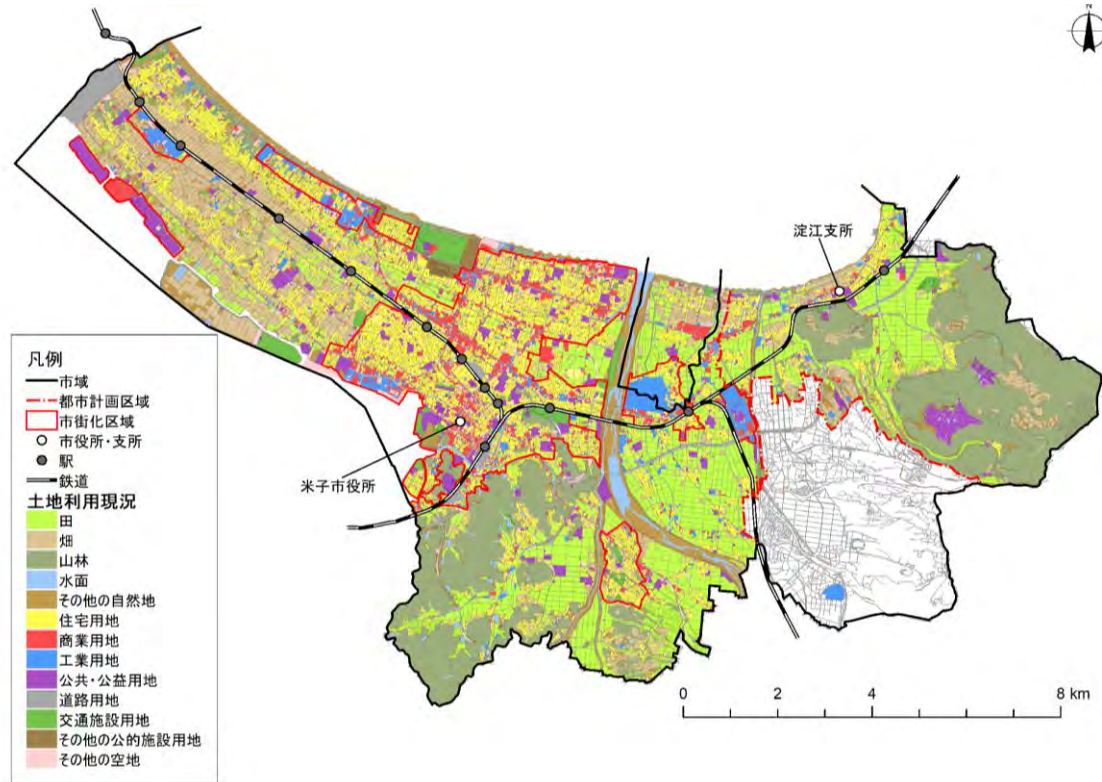 N
淀江支所
米子市役所
凡例
市域
都市計画区域
市街化区域
市役所・支所
駅
鉄道
土地利用現況
田
畑
山林
水面
その他の自然地
住宅用地
商業用地
工業用地
公共・公益用地
道路用地
交通施設用地
その他の公的施設用地
その他の空地
0 2 4 8 km